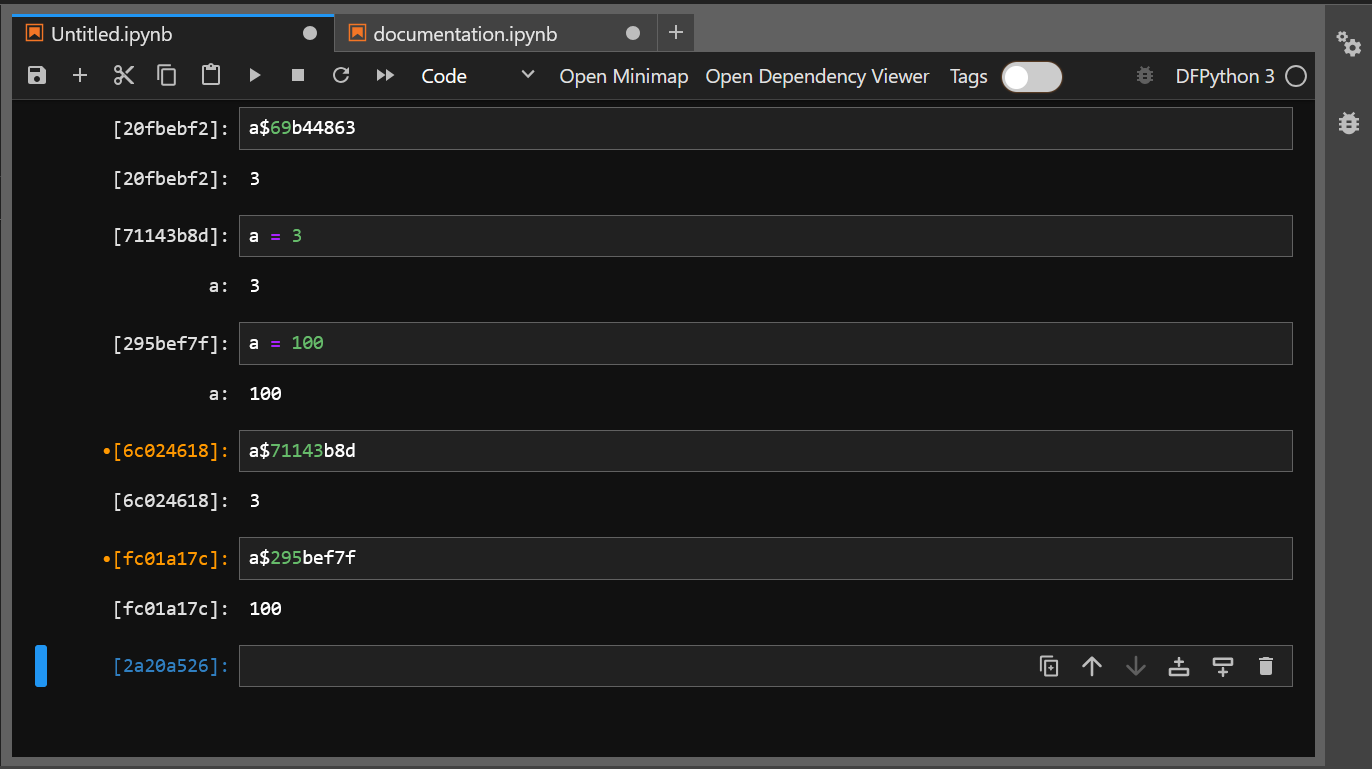 Untitled.ipynb documentation.ipynb
Code Open Minimap Open Dependency Viewer Tags DFPython 3
[20fbebf2]: a$69b44863
[20fbebf2]: 3
[71143b8d]: a = 3
a: 3
[295bef7f]: a = 100
a: 100
•[6c024618]: a$71143b8d
[6c024618]: 3
•[fc01a17c]: a$295bef7f
[fc01a17c]: 100
[2a20a526]: